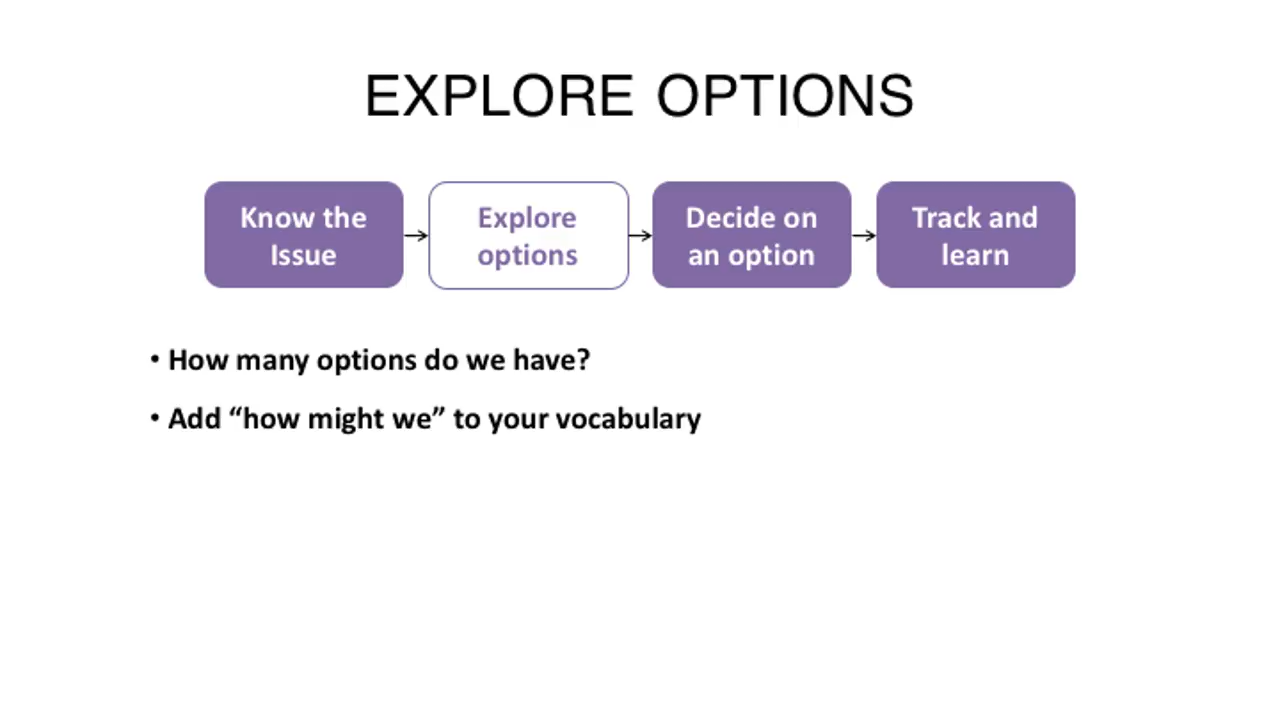 EXPLORE OPTIONS
Know the
Issue
Explore
options
Decide on
an option
Track and
learn
• How many options do we have?
• Add “how might we” to your vocabulary